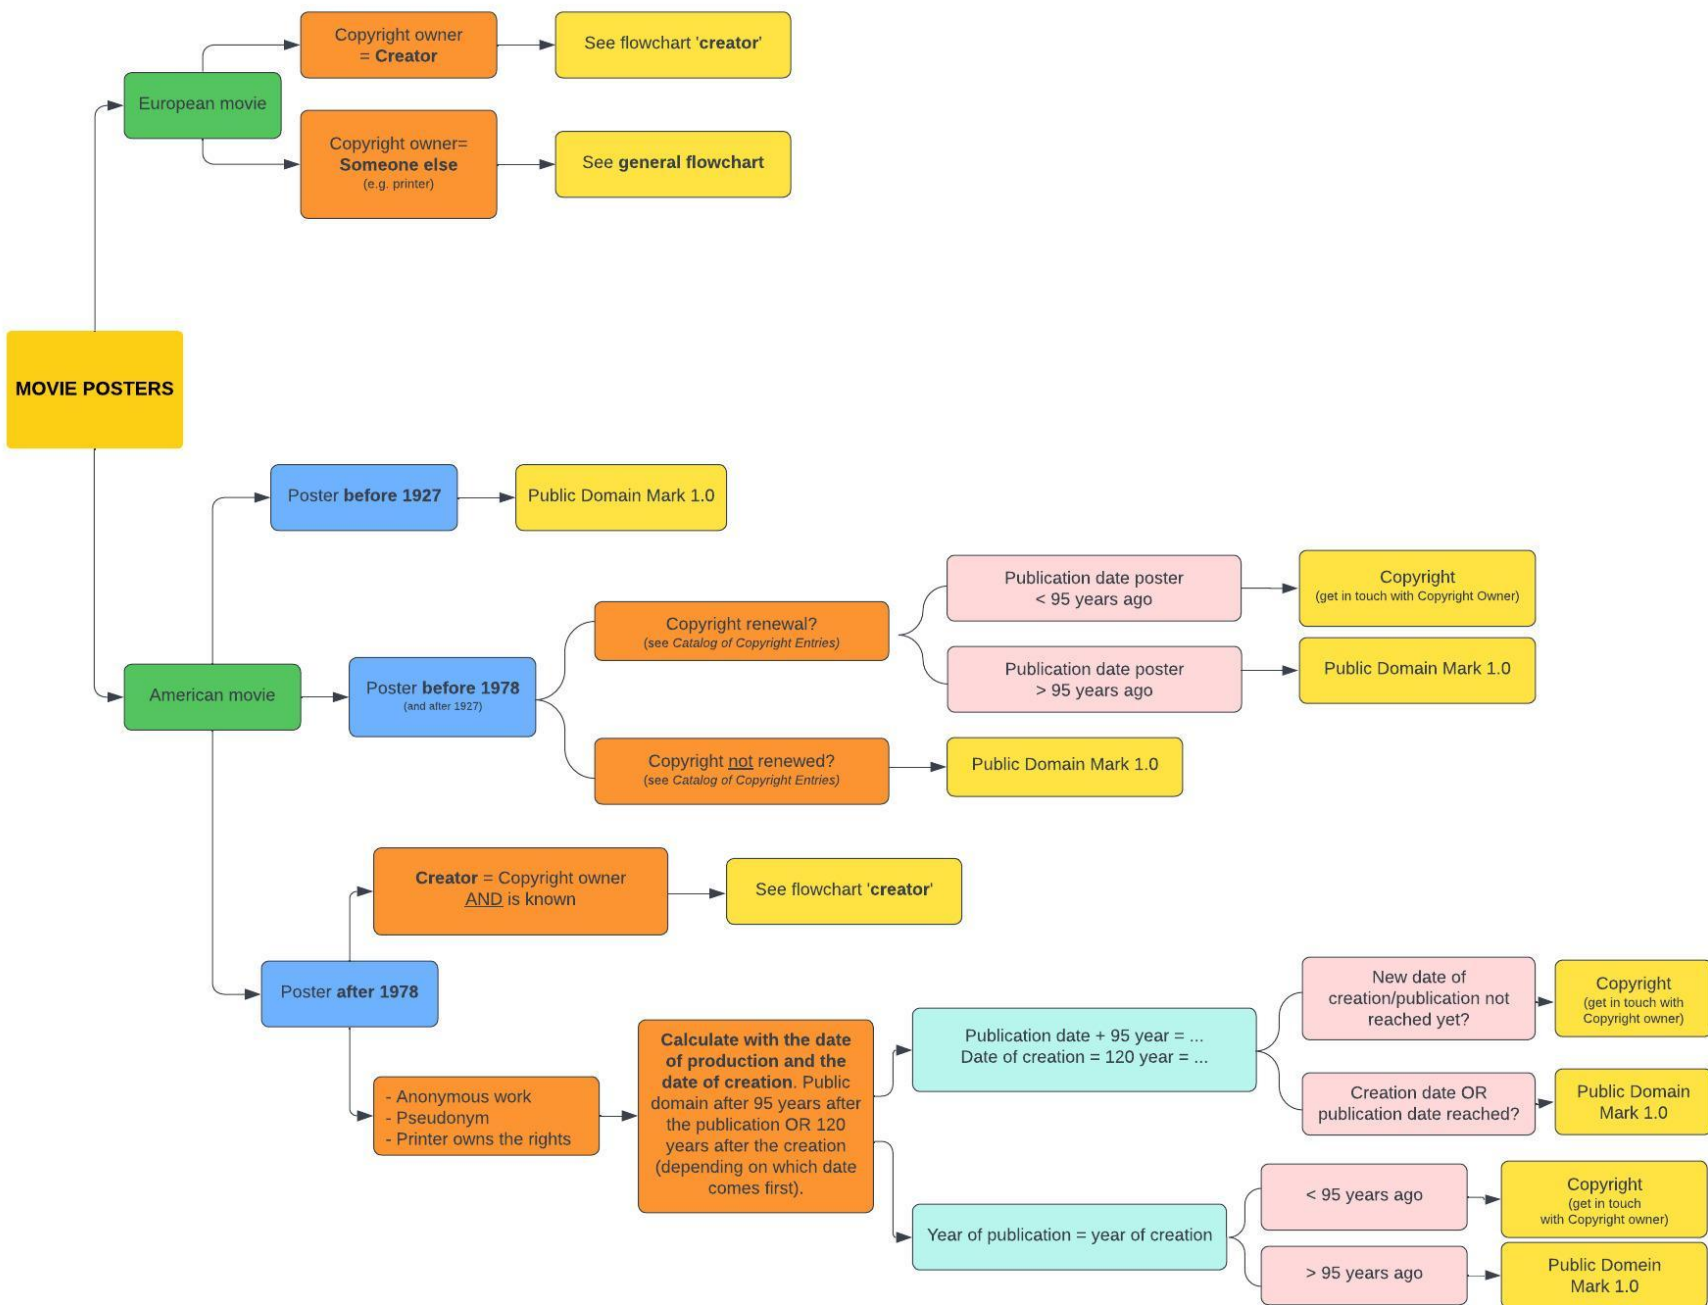 Copyright owner
= Creator
See flowchart 'creator'
European movie
Copyright owner=
Someone else
(e.g. printer)
See general flowchart
MOVIE POSTERS
Poster before 1927
Public Domain Mark 1.0
American movie
Poster before 1978
(and after 1927)
Copyright renewal?
(see Catalog of Copyright Entries)
Publication date poster
< 95 years ago
Copyright
(get in touch with Copyright Owner)
Publication date poster
> 95 years ago
Public Domain Mark 1.0
Copyright not renewed?
(see Catalog of Copyright Entries)
Public Domain Mark 1.0
Creator = Copyright owner
AND is known
See flowchart 'creator'
Poster after 1978
- Anonymous work
- Pseudonym
- Printer owns the rights
Calculate with the date
of production and the
date of creation. Public
domain after 95 years after
the publication OR 120
years after the creation
(depending on which date
comes first).
Publication date + 95 year = ...
Date of creation = 120 year = ...
New date of
creation/publication not
reached yet?
Copyright
(get in touch with
Copyright owner)
Creation date OR
publication date reached?
Public Domain
Mark 1.0
Year of publication = year of creation
< 95 years ago
Copyright
(get in touch
with Copyright owner)
> 95 years ago
Public Domein
Mark 1.0